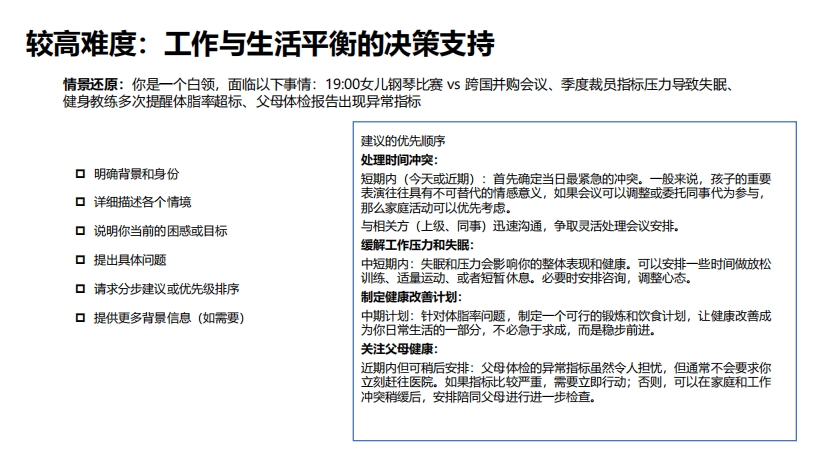 较高难度：工作与生活平衡的决策支持
情景还原：你是一个白领，面临以下事情：19:00女儿钢琴比赛 vs 跨国并购会议、季度裁员指标压力导致失眠、
健身教练多次提醒体脂率超标、父母体检报告出现异常指标
明确背景和身份
详细描述各个情境
说明你当前的困惑或目标
提出具体问题
请求分步建议或优先级排序
提供更多背景信息（如需要）
建议的优先顺序
处理时间冲突：
短期内（今天或近期）：首先确定当日最紧急的冲突。一般来说，孩子的重要
表演往往具有不可替代的情感意义，如果会议可以调整或委托同事代为参与，
那么家庭活动可以优先考虑。
与相关方（上级、同事）迅速沟通，争取灵活处理会议安排。
缓解工作压力和失眠：
中短期内：失眠和压力会影响你的整体表现和健康。可以安排一些时间做放松
训练、适量运动、或者短暂休息。必要时安排咨询，调整心态。
制定健康改善计划：
中期计划：针对体脂率问题，制定一个可行的锻炼和饮食计划，让健康改善成
为你日常生活的一部分，不必急于求成，而是稳步前进。
关注父母健康：
近期内但可稍后安排：父母体检的异常指标虽然令人担忧，但通常不会要求你
立刻赶往医院。如果指标比较严重，需要立即行动；否则，可以在家庭和工作
冲突稍缓后，安排陪同父母进行进一步检查。